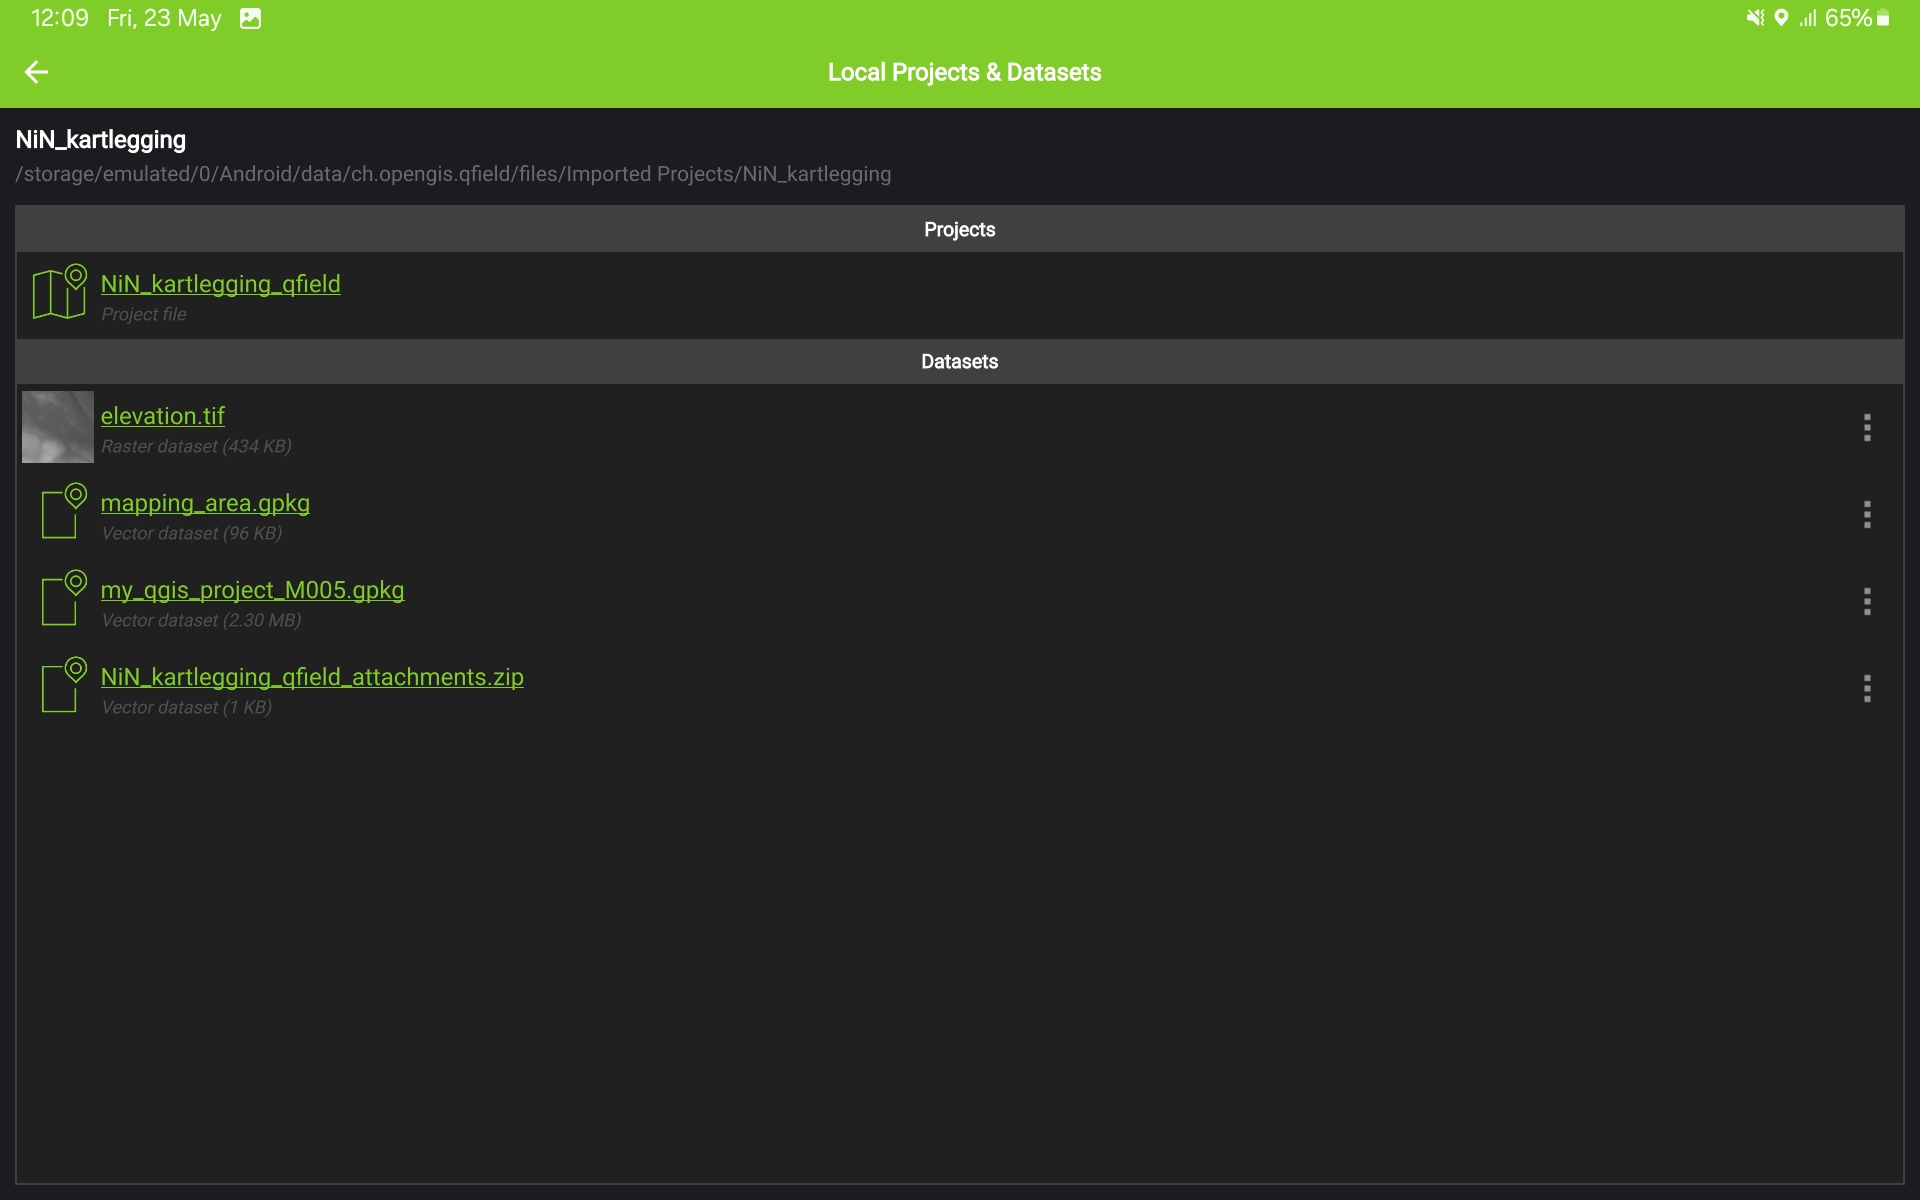 12:09 Fri, 23 May 65%
Local Projects & Datasets
NiN_kartlegging
/storage/emulated/0/Android/data/ch.opengis.qfield/files/Imported Projects/NiN_kartlegging
Projects
NiN_kartlegging_qfield
Project file
Datasets
elevation.tif
Raster dataset (434 KB)
mapping_area.gpkg
Vector dataset (96 KB)
my_qgis_project_M005.gpkg
Vector dataset (2.30 MB)
NiN_kartlegging_qfield_attachments.zip
Vector dataset (1 KB)